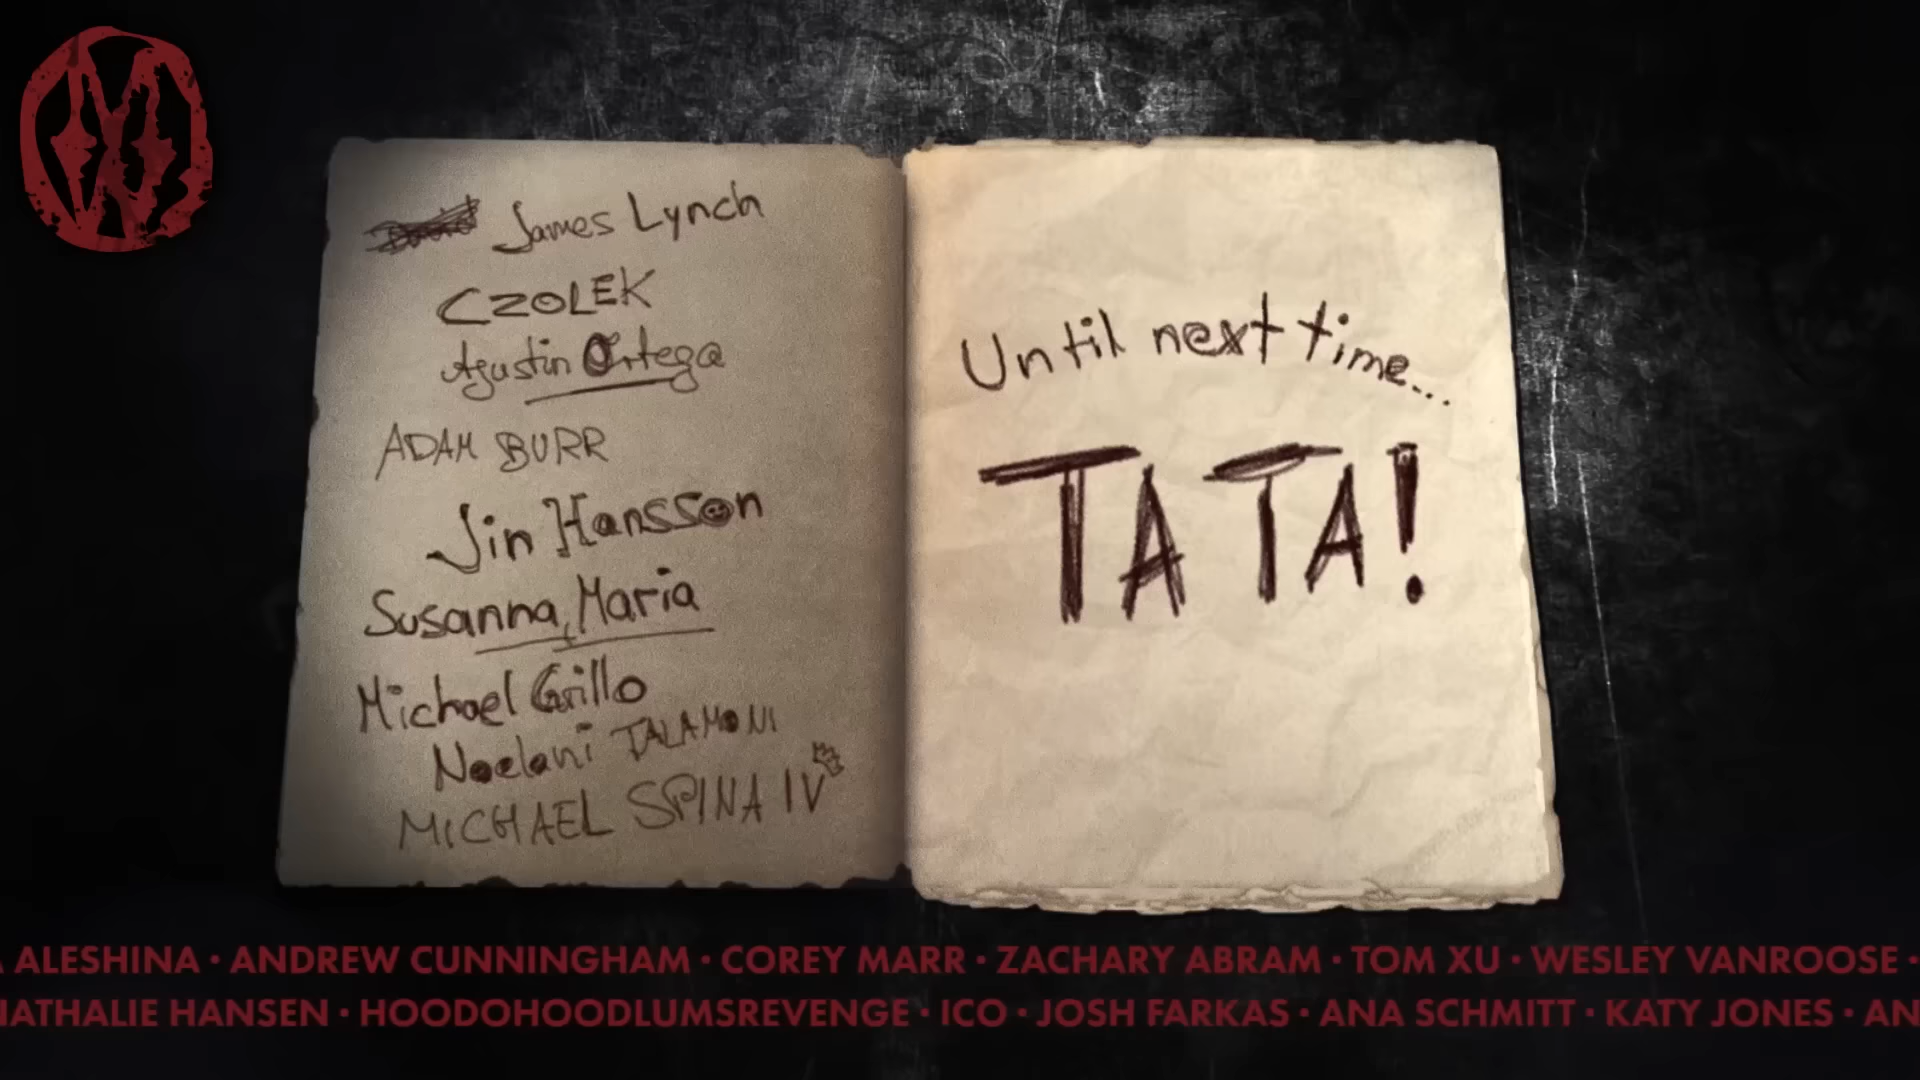 James Lynch
CZOLEK
Agustin Ortega
ADAM BURR
Jin Hansson
Susanna Maria
Michael Grillo
Noelani TALAMONI
MICHAEL SPINA IV
Until next time...
TA TA!
ALESHINA · ANDREW CUNNINGHAM · COREY MARR · ZACHARY ABRAM · TOM XU · WESLEY VANROOSE ·
NATHALIE HANSEN · HOODOHOODLUMSREVENGE · ICO · JOSH FARKAS · ANA SCHMITT · KATY JONES · AN